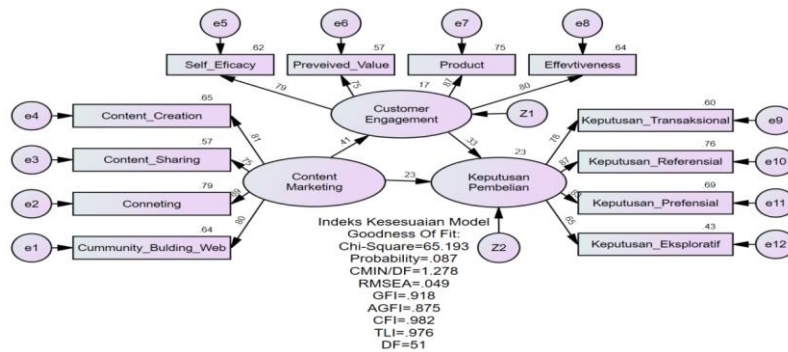 e5
e6
e7
e8
.62
.57
.75
.64
Self_Eficacy
Preveived_Value
Product
Effevtiveness
79
75
87
80
.17
Customer
Engagement
Z1
.65
e4
Content_Creation
81
41
33
.57
e3
Content_Sharing
75
Content
Marketing
.23
.79
e2
Conneting
89
.64
e1
Cummunity_Bulding_Web
80
.23
Keputusan
Pembelian
Z2
.60
Keputusan_Transaksional
e9
78
.76
Keputusan_Referensial
e10
87
.69
Keputusan_Prefensial
e11
.43
Keputusan_Eksploratif
e12
65
Indeks Kesesuaian Model
Goodness Of Fit:
Chi-Square=65.193
Probability=.087
CMIN/DF=1.278
RMSEA=.049
GFI=.918
AGFI=.875
CFI=.982
TLI=.976
DF=51